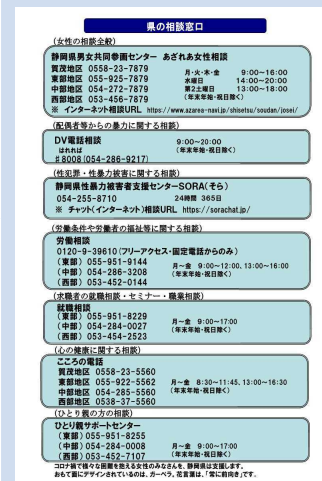 県の相談窓口
(女性の相談全般)
静岡県男女共同参画センター あざれあ女性相談
賀茂地区 0558-23-7879
東部地区 055-925-7879 月・火・木・金 9:00~16:00
水曜日 14:00~20:00
中部地区 054-272-7879 第2土曜日 13:00~18:00
西部地区 053-456-7879 (年末年始・祝日除く)
※ インターネット相談URL https://www.azarea-navi.jp/shisetsu/soudan/josei/
(配偶者等からの暴力に関する相談)
DV電話相談 9:00~20:00
はれれば (年末年始・祝日除く)
#8008(054-286-9217)
(性犯罪・性暴力被害に関する相談)
静岡県性暴力被害者支援センターSORA(そら)
054-255-8710 24時間 365日
※ チャット(インターネット)相談URL https://sorachat.jp/
(労働条件や労働者の福祉等に関する相談)
労働相談
0120-9-39610(フリーアクセス・固定電話からのみ)
(東部) 055-951-9144
(中部) 054-286-3208 月~金 9:00~12:00、13:00~16:00
(西部) 053-452-0144 (年末年始・祝日除く)
(求職者の就職相談・セミナー・職業相談)
就職相談
(東部) 055-951-8229
(中部) 054-284-0027 月~金 9:00~17:00
(西部) 053-454-2523 (年末年始・祝日除く)
(心の健康に関する相談)
こころの電話
賀茂地区 0558-23-5560
東部地区 055-922-5562 月~金 8:30~11:45、13:00~16:30
中部地区 054-285-5560 (年末年始・祝日除く)
西部地区 0538-37-5560
(ひとり親の方の相談)
ひとり親サポートセンター
(東部) 055-951-8255
(中部) 054-284-0008 月~金 9:00~17:00
(西部) 053-452-7107 (年末年始・祝日除く)
コロナ禍で様々な困難を抱える女性のみなさんを、静岡県は支援します。
おもて面にデザインされているのは、ガーベラ。花言葉は、「常に前向き」です。